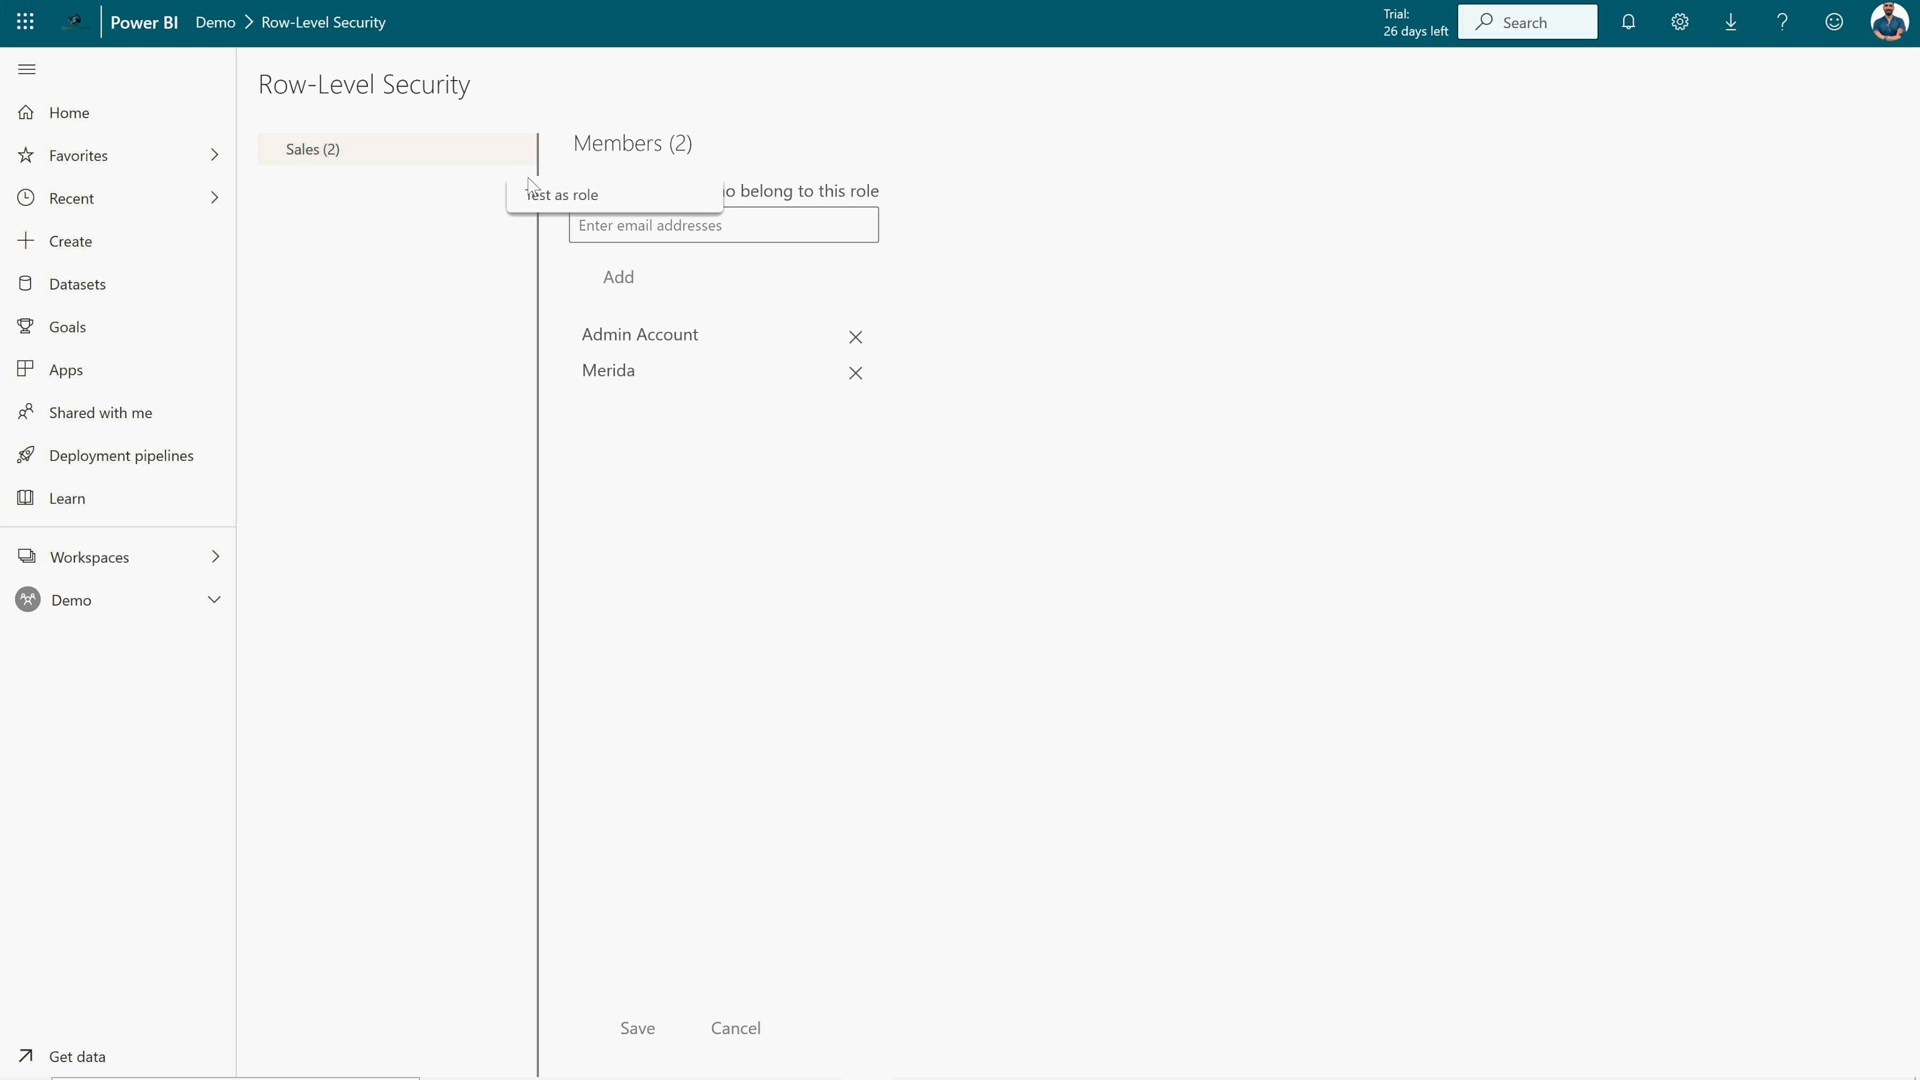 Power BI Demo Row-Level Security
Trial:
26 days left
Search
Home
Favorites
Recent
Create
Datasets
Goals
Apps
Shared with me
Deployment pipelines
Learn
Workspaces
Demo
Get data
Row-Level Security
Sales (2)
Test as role
Members (2)
belong to this role
Enter email addresses
Add
Admin Account
Merida
Save Cancel